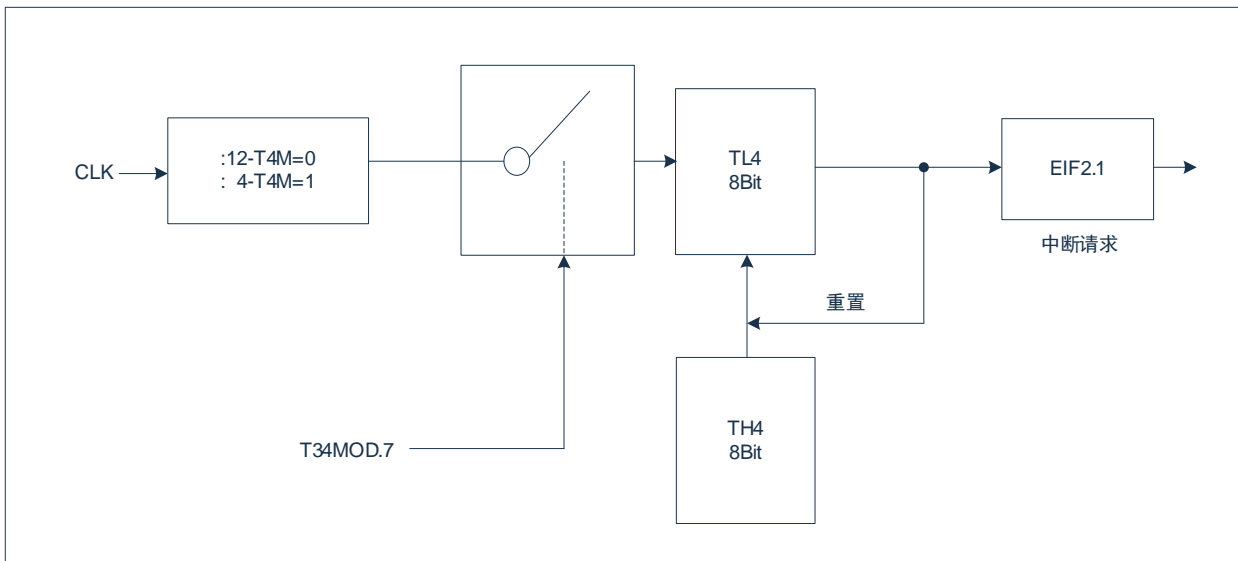 CLK
:12-T4M=0
: 4-T4M=1
TL4
8Bit
EIF2.1
中断请求
重置
TH4
8Bit
T34MOD.7